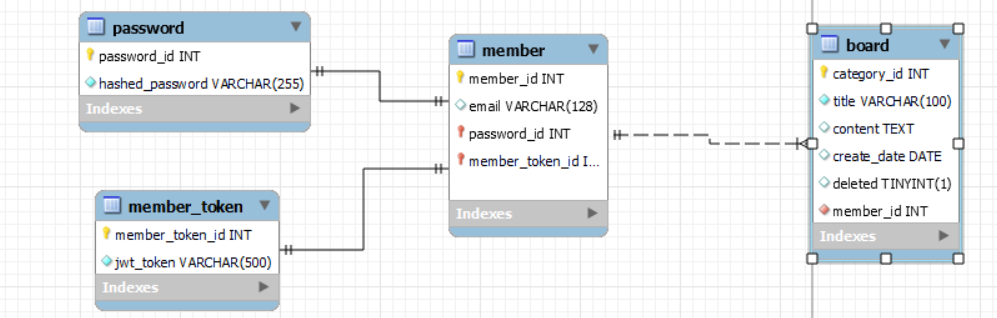 password
password_id INT
hashed_password VARCHAR(255)
Indexes
member
member_id INT
email VARCHAR(128)
password_id INT
member_token_id I...
Indexes
board
category_id INT
title VARCHAR(100)
content TEXT
create_date DATE
deleted TINYINT(1)
member_id INT
Indexes
member_token
member_token_id INT
jwt_token VARCHAR(500)
Indexes